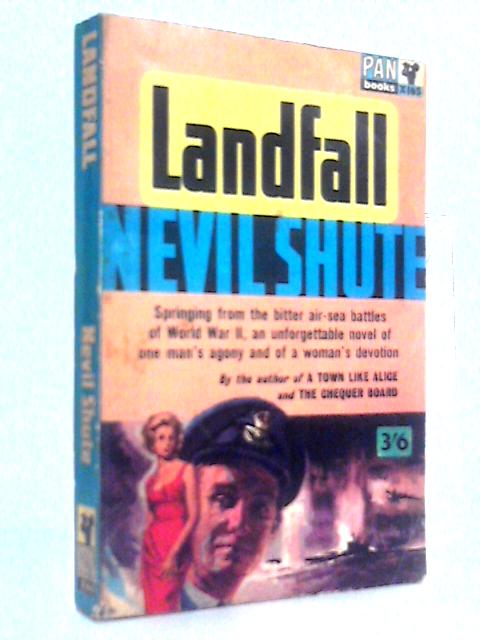 PAN
books X165
Landfall
NEVIL SHUTE
Springing from the bitter air-sea battles
of World War II, an unforgettable novel of
one man's agony and of a woman's devotion
By the author of A TOWN LIKE ALICE
and THE CHEQUER BOARD
3/6
LANDFALL
Nevil Shute